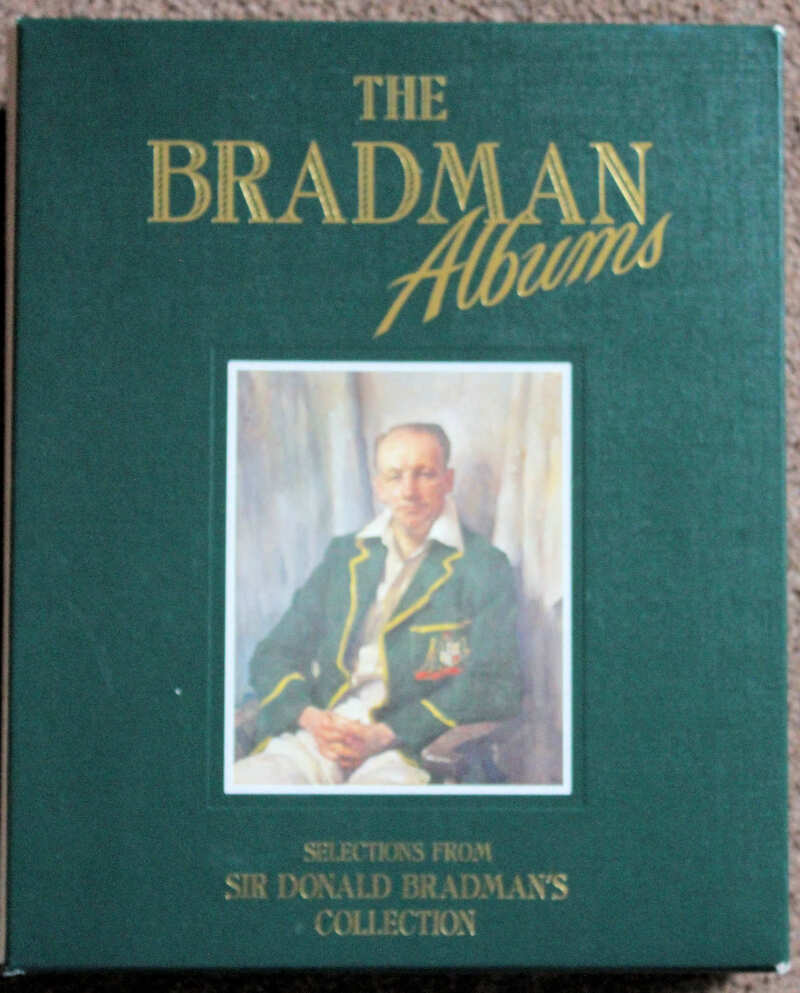 THE
BRADMAN
Albums
SELECTIONS FROM
SIR DONALD BRADMAN'S
COLLECTION